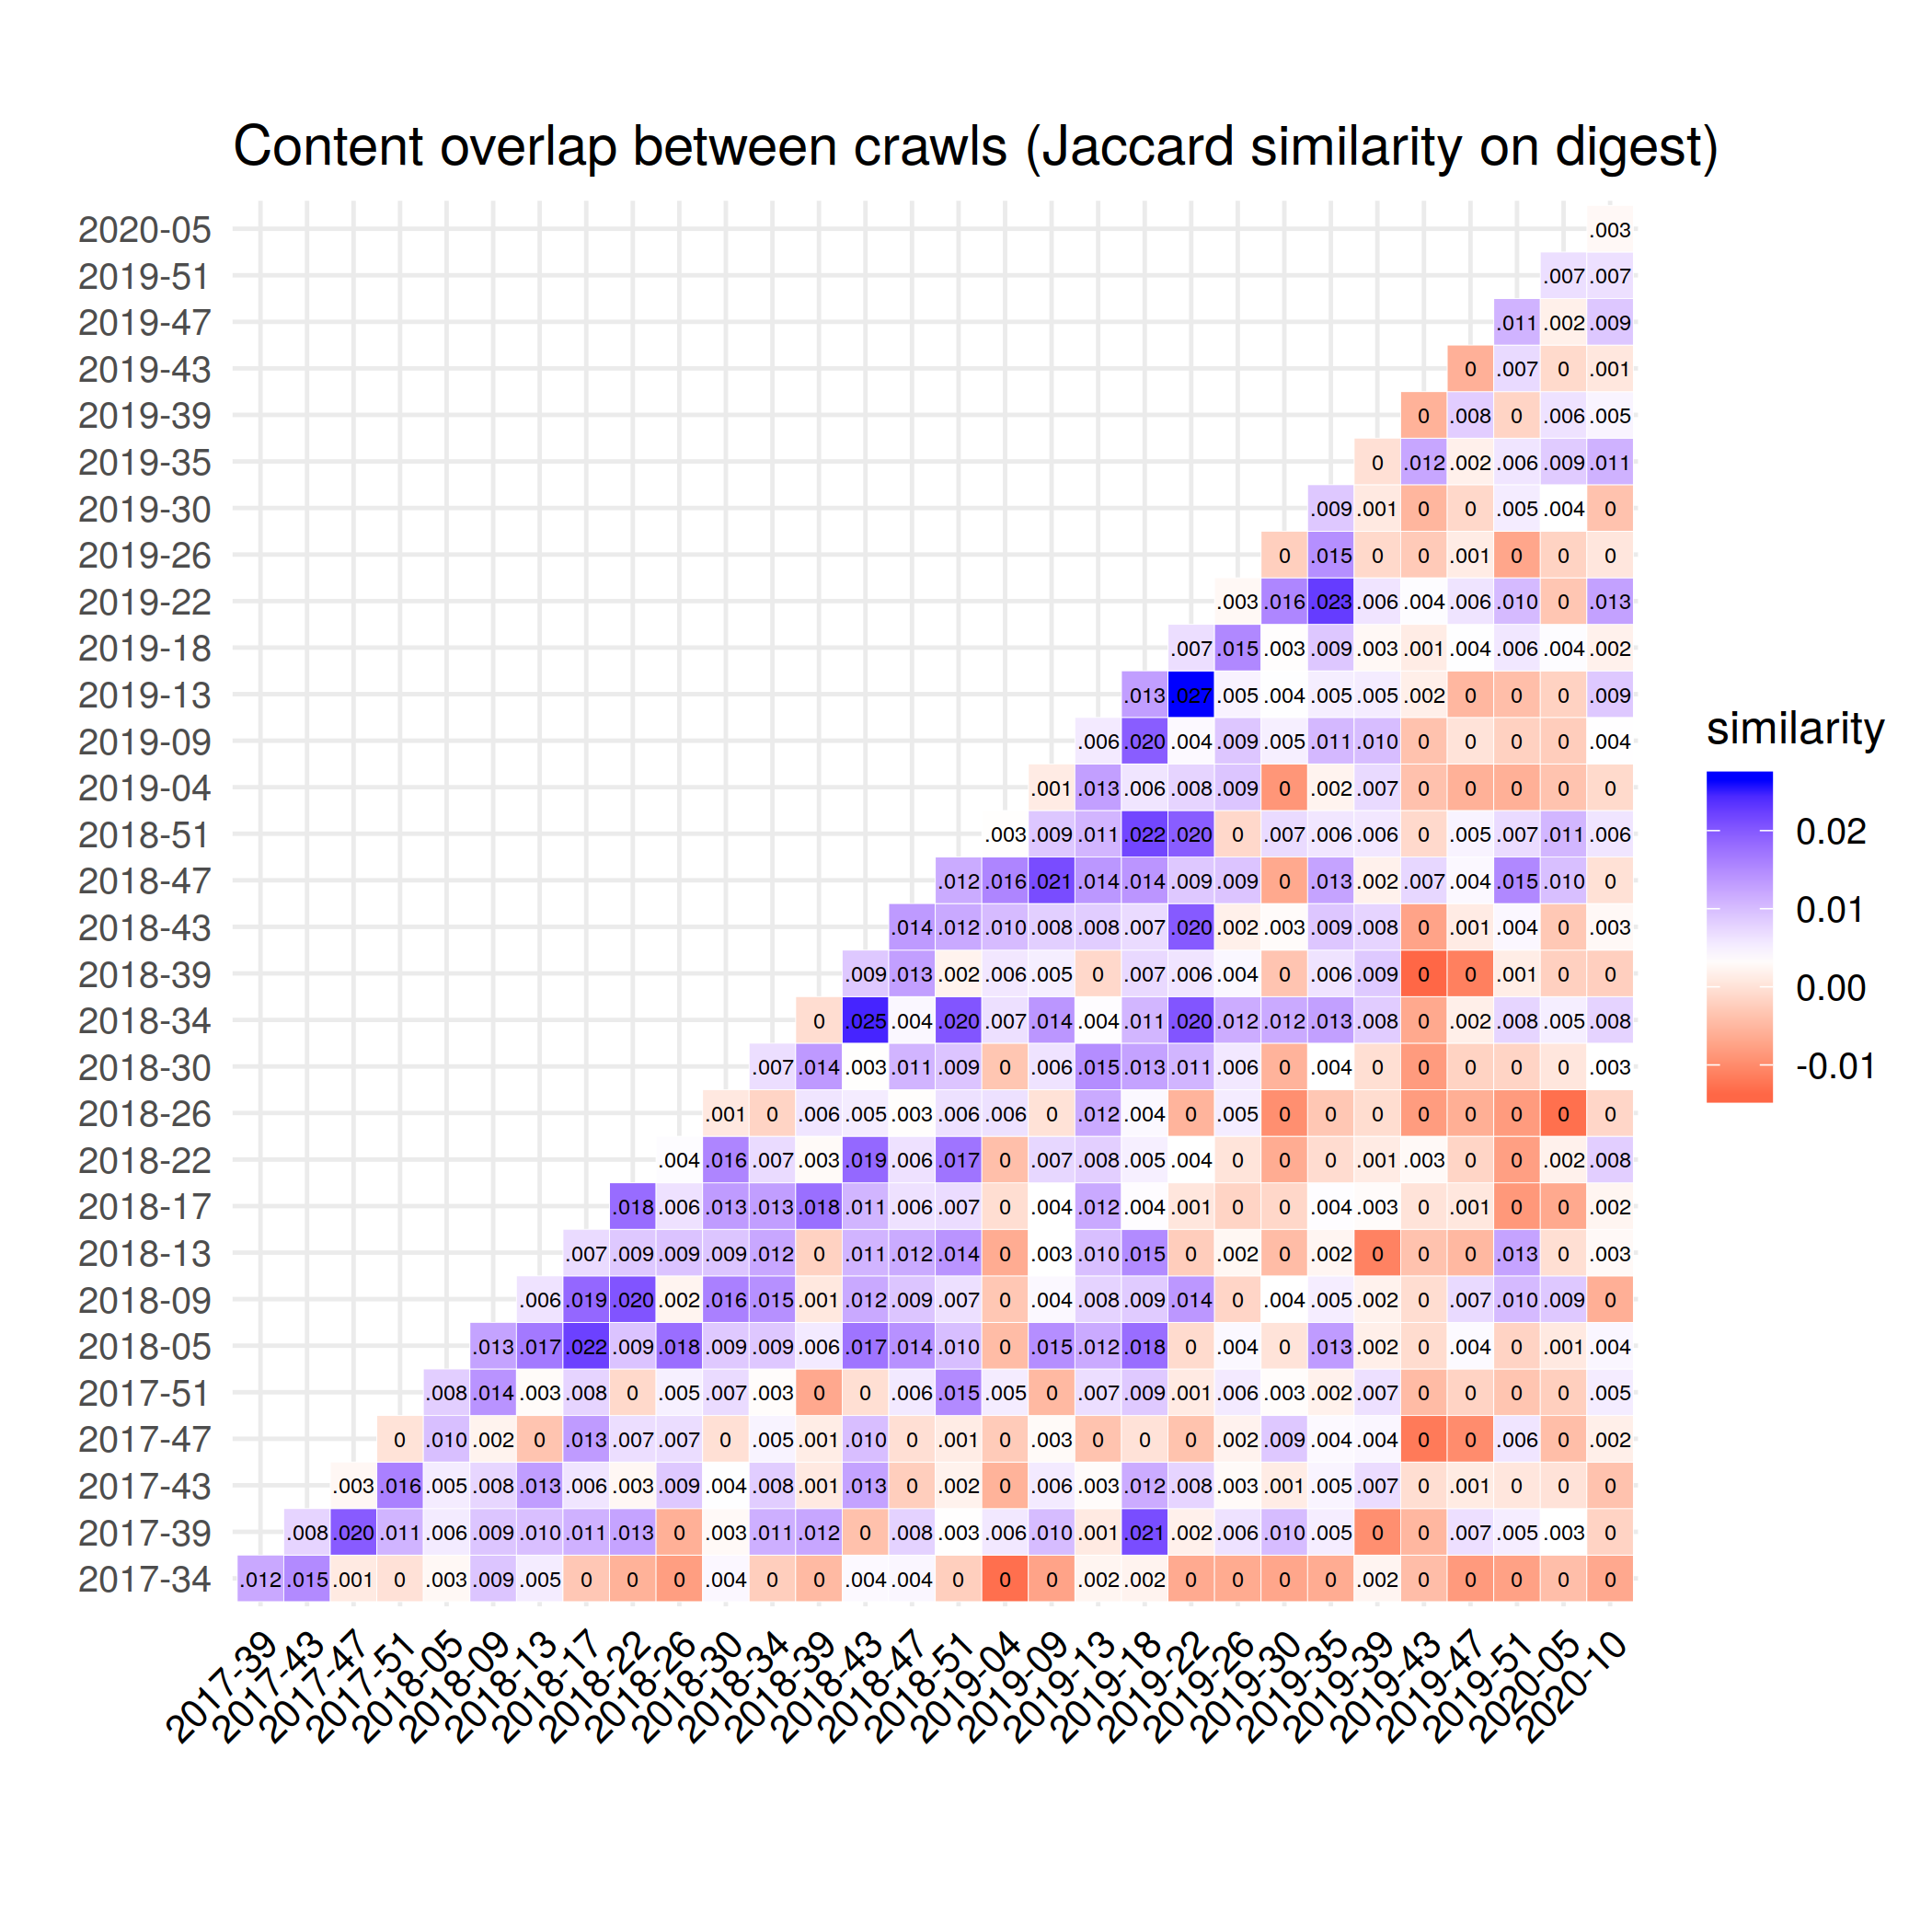 Content overlap between crawls (Jaccard similarity on digest)
2020-05 .003
2019-51 .007 .007
2019-47 .011 .002 .009
2019-43 0 .007 0 .001
2019-39 0 .008 0 .006 .005
2019-35 0 .012 .002 .006 .009 .011
2019-30 .009 .001 0 0 .005 .004 0
2019-26 0 .015 0 0 .001 0 0 0
2019-22 .003 .016 .023 .006 .004 .006 .010 0 .013
2019-18 .007 .015 .003 .009 .003 .001 .004 .006 .004 .002
2019-13 .013 .027 .005 .004 .005 .005 .002 0 0 0 .009
2019-09 .006 .020 .004 .009 .005 .011 .010 0 0 0 0 .004
2019-04 .001 .013 .006 .008 .009 0 .002 .007 0 0 0 0 0
2018-51 .003 .009 .011 .022 .020 0 .007 .006 .006 0 .005 .007 .011 .006
2018-47 .012 .016 .021 .014 .014 .009 .009 0 .013 .002 .007 .004 .015 .010 0
2018-43 .014 .012 .010 .008 .008 .007 .020 .002 .003 .009 .008 0 .001 .004 0 .003
2018-39 .009 .013 .002 .006 .005 0 .007 .006 .004 0 .006 .009 0 0 .001 0 0
2018-34 0 .025 .004 .020 .007 .014 .004 .011 .020 .012 .012 .013 .008 0 .002 .008 .005 .008
2018-30 .007 .014 .003 .011 .009 0 .006 .015 .013 .011 .006 0 .004 0 0 0 0 0 .003
2018-26 .001 0 .006 .005 .003 .006 .006 0 .012 .004 0 .005 0 0 0 0 0 0 0 0
2018-22 .004 .016 .007 .003 .019 .006 .017 0 .007 .008 .005 .004 0 0 0 .001 .003 0 0 .002 .008
2018-17 .018 .006 .013 .013 .018 .011 .006 .007 0 .004 .012 .004 .001 0 0 .004 .003 0 .001 0 0 .002
2018-13 .007 .009 .009 .009 .012 0 .011 .012 .014 0 .003 .010 .015 0 .002 0 .002 0 0 0 .013 0 .003
2018-09 .006 .019 .020 .002 .016 .015 .001 .012 .009 .007 0 .004 .008 .009 .014 0 .004 .005 .002 0 .007 .010 .009 0
2018-05 .013 .017 .022 .009 .018 .009 .009 .006 .017 .014 .010 0 .015 .012 .018 0 .004 0 .013 .002 0 .004 0 .001 .004
2017-51 .008 .014 .003 .008 0 .005 .007 .003 0 0 .006 .015 .005 0 .007 .009 .001 .006 .003 .002 .007 0 0 0 0 .005
2017-47 0 .010 .002 0 .013 .007 .007 0 .005 .001 .010 0 .001 0 .003 0 0 0 .002 .009 .004 .004 0 0 .006 0 .002
2017-43 .003 .016 .005 .008 .013 .006 .003 .009 .004 .008 .001 .013 0 .002 0 .006 .003 .012 .008 .003 .001 .005 .007 0 .001 0 0 0
2017-39 .008 .020 .011 .006 .009 .010 .011 .013 0 .003 .011 .012 0 .008 .003 .006 .010 .001 .021 .002 .006 .010 .005 0 0 .007 .005 .003 0
2017-34 .012 .015 .001 0 .003 .009 .005 0 0 0 .004 0 0 .004 .004 0 0 0 .002 .002 0 0 0 0 .002 0 0 0 0 0
2017-39 2017-43 2017-47 2017-51 2018-05 2018-09 2018-13 2018-17 2018-22 2018-26 2018-30 2018-34 2018-39 2018-43 2018-47 2018-51 2019-04 2019-09 2019-13 2019-18 2019-22 2019-26 2019-30 2019-35 2019-39 2019-43 2019-47 2019-51 2020-05 2020-10
similarity
0.02
0.01
0.00
-0.01